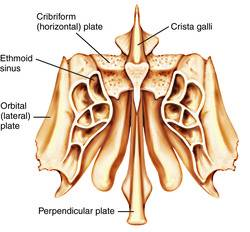 Cribriform
(horizontal) plate
Crista galli
Ethmoid
sinus
Orbital
(lateral)
plate
Perpendicular plate